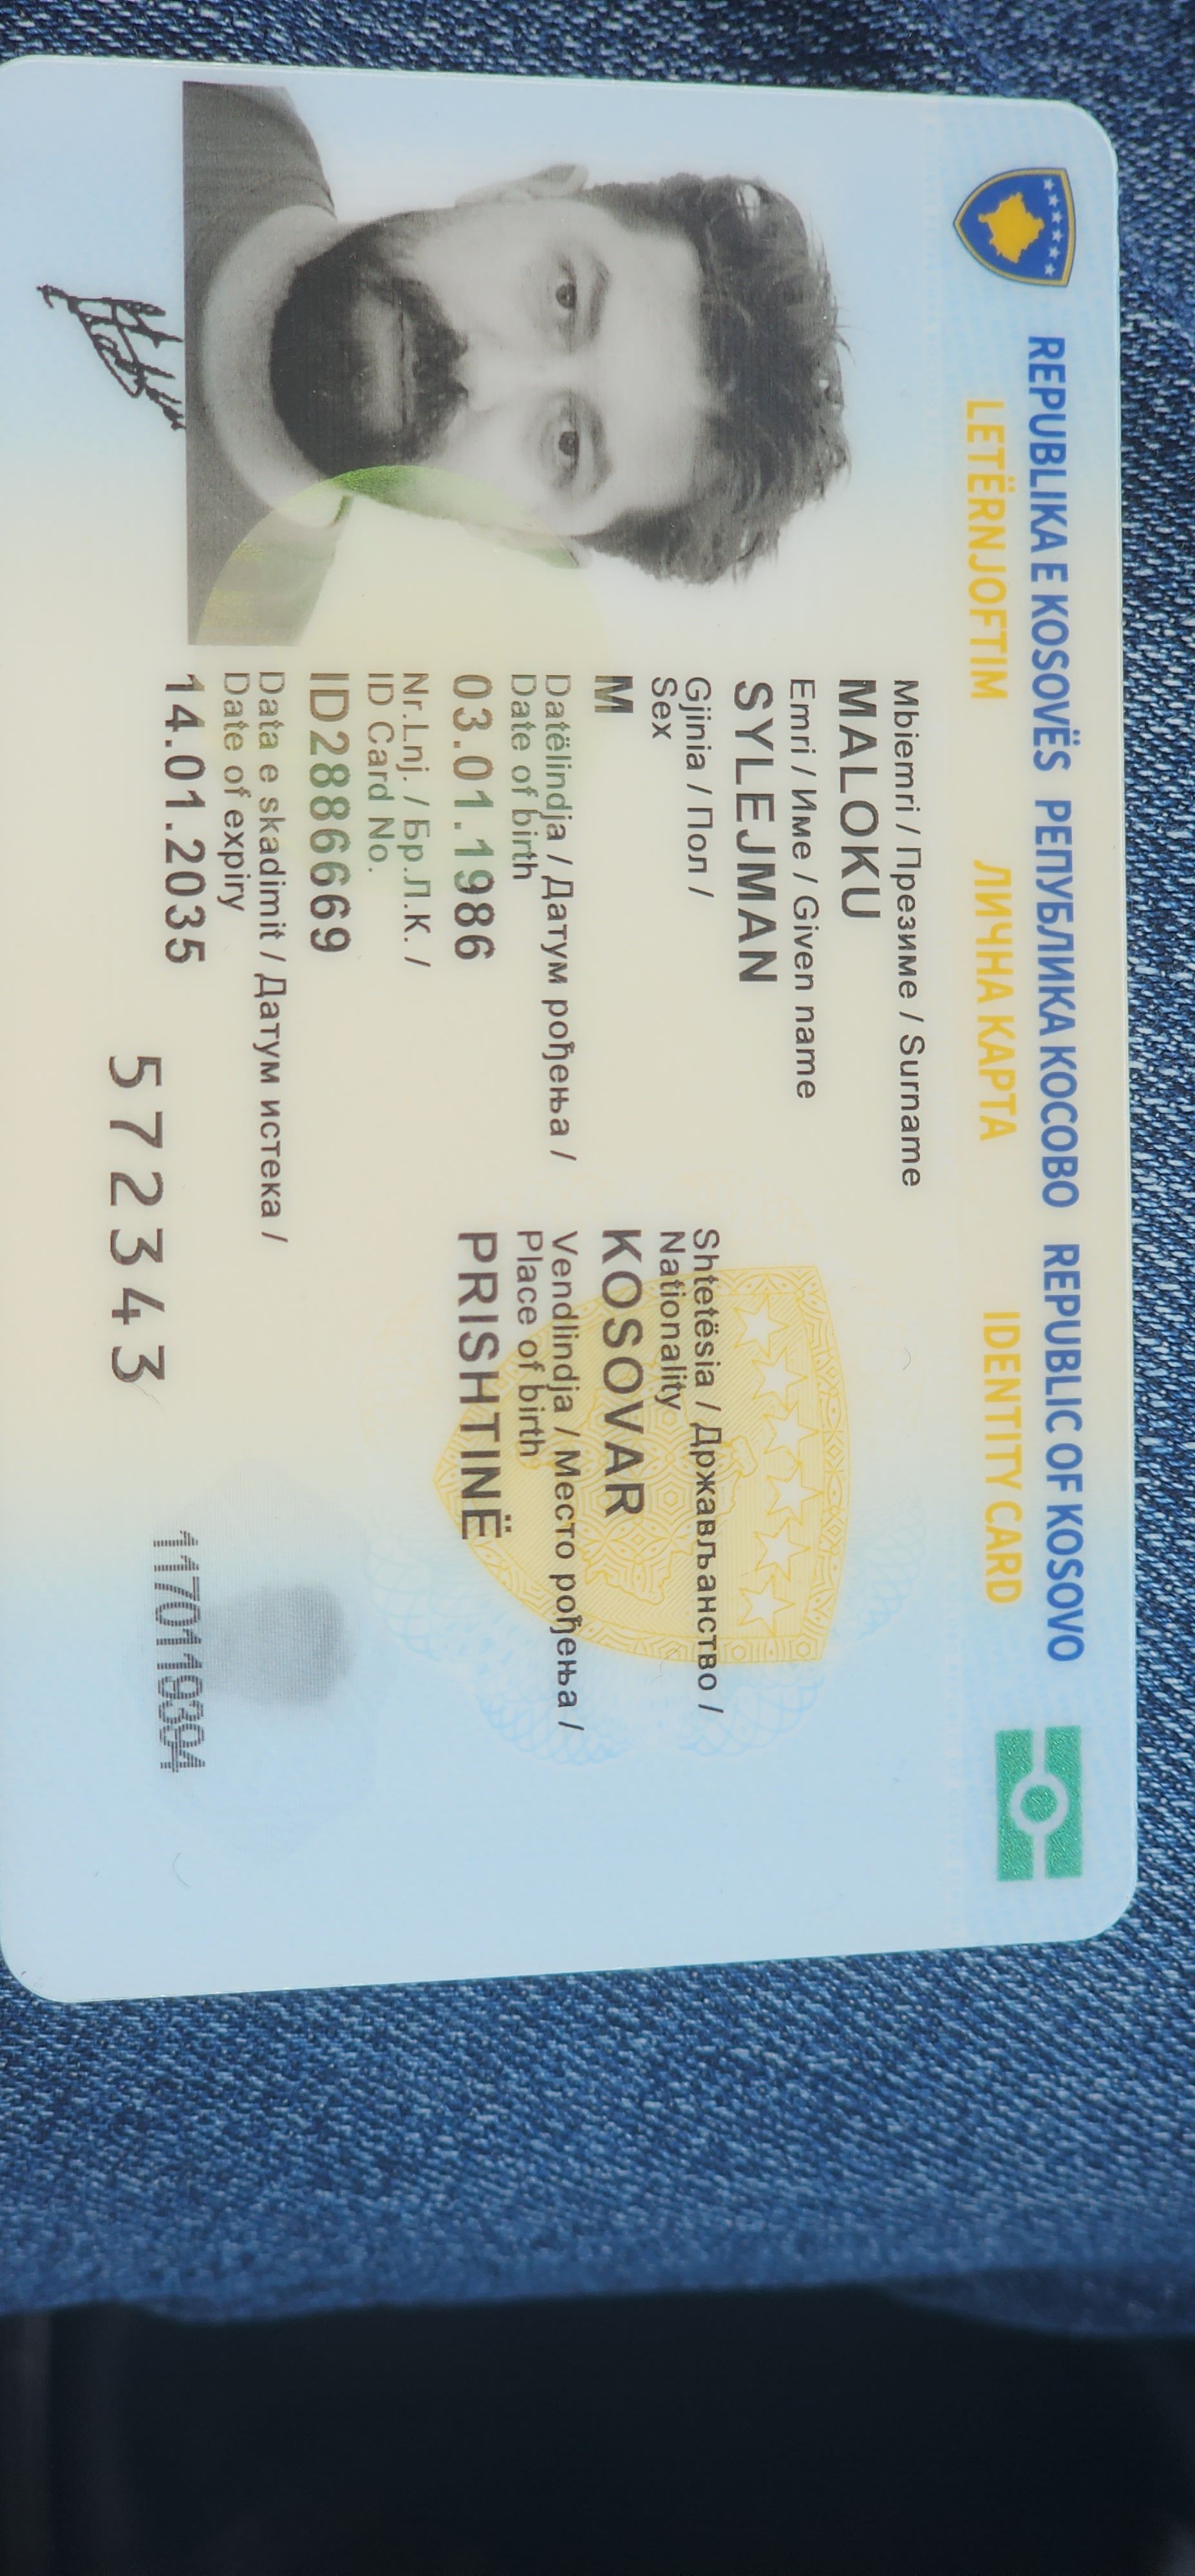 REPUBLIKA E KOSOVËS РЕПУБЛИКА КОСОВО REPUBLIC OF KOSOVO
LETËRNJOFTIM ЛИЧНА КАРТА IDENTITY CARD
Mbiemri / Презиме / Surname
MALOKU
Emri / Име / Given name
SYLEJMAN
Gjinia / Пол /
Sex
M
Shtetësia / Држављанство /
Nationality
KOSOVAR
Datëlindja / Датум рођења /
Date of birth
03.01.1986
Vendlindja / Место рођења /
Place of birth
PRISHTINË
Nr.Lnj. / Бр.Л.К. /
ID Card No.
ID288669
Data e skadimit / Датум истека /
Date of expiry
14.01.2035
572343